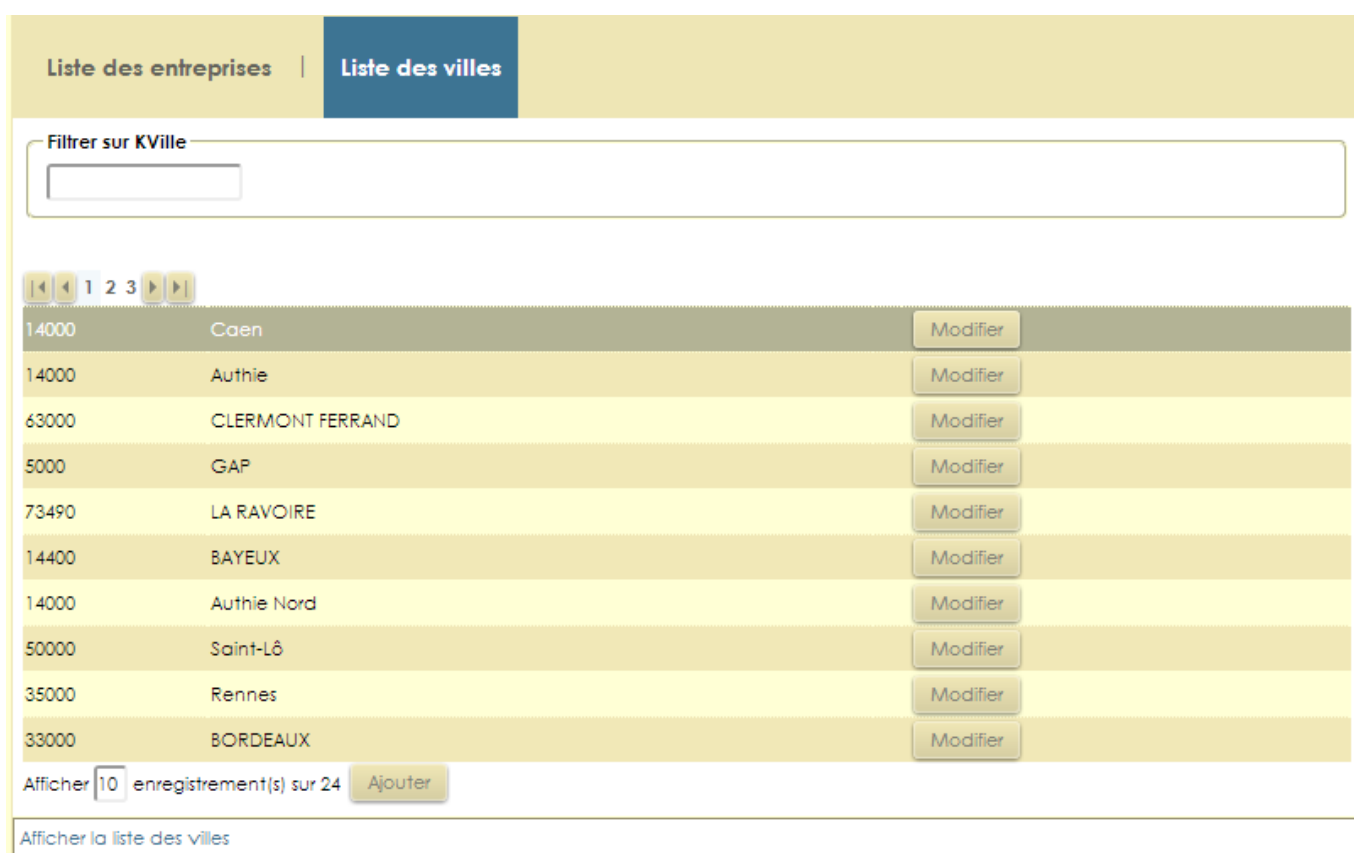 Liste des entreprises | Liste des villes
Filtrer sur KVille
1 2 3
14000 Caen Modifier
14000 Authie Modifier
63000 CLERMONT FERRAND Modifier
5000 GAP Modifier
73490 LA RAVOIRE Modifier
14400 BAYEUX Modifier
14000 Authie Nord Modifier
50000 Saint-Lô Modifier
35000 Rennes Modifier
33000 BORDEAUX Modifier
Afficher 10 enregistrement(s) sur 24 Ajouter
Afficher la liste des villes